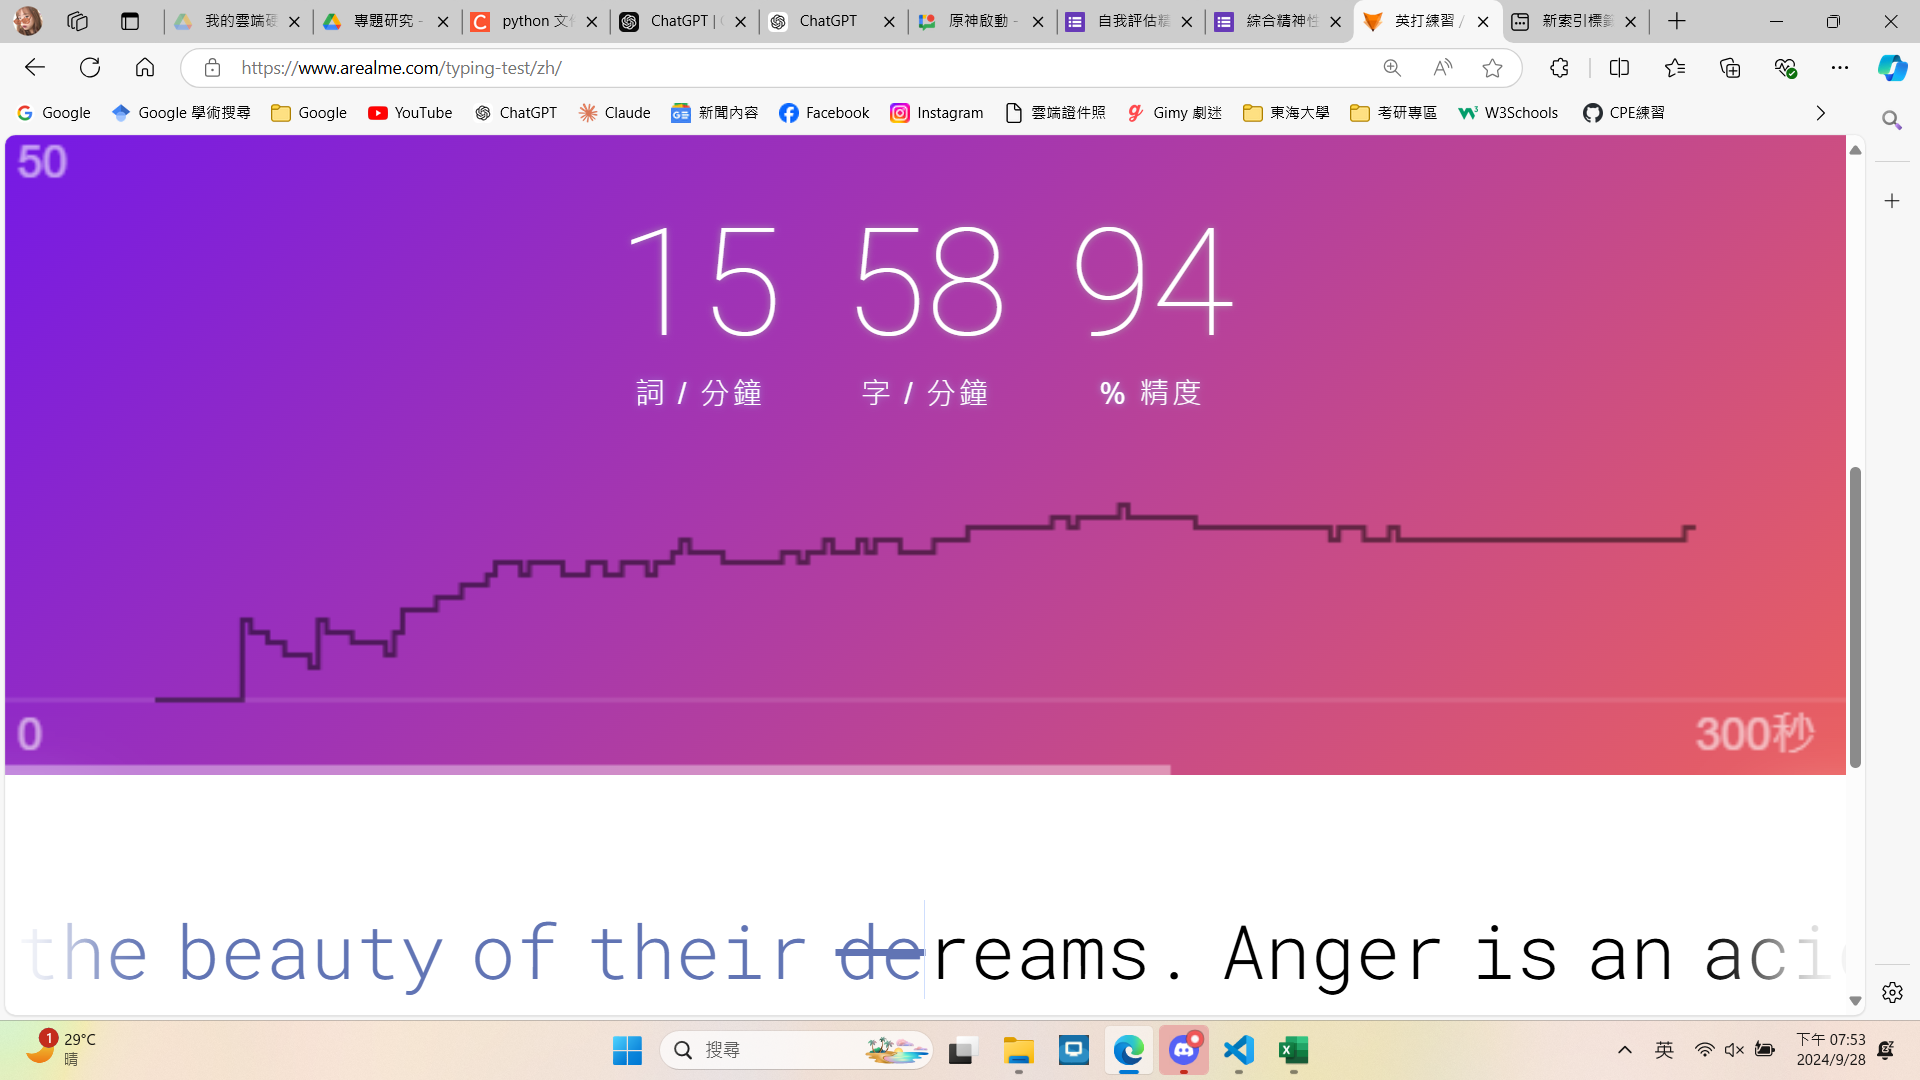 我的雲端硬
專題研究 -
python 文
ChatGPT |
ChatGPT
原神啟動 -
自我評估
綜合精神
英打練習 /
新索引標
https://www.arealme.com/typing-test/zh/
Google
Google 學術搜尋
Google
YouTube
ChatGPT
Claude
新聞內容
Facebook
Instagram
雲端證件照
Gimy 劇迷
東海大學
考研專區
W3Schools
CPE練習
50
15 58 94
詞 / 分鐘 字 / 分鐘 % 精度
0 300秒
the beauty of their dereams. Anger is an aci
1
29°C
晴
搜尋
英
下午 07:53
2024/9/28